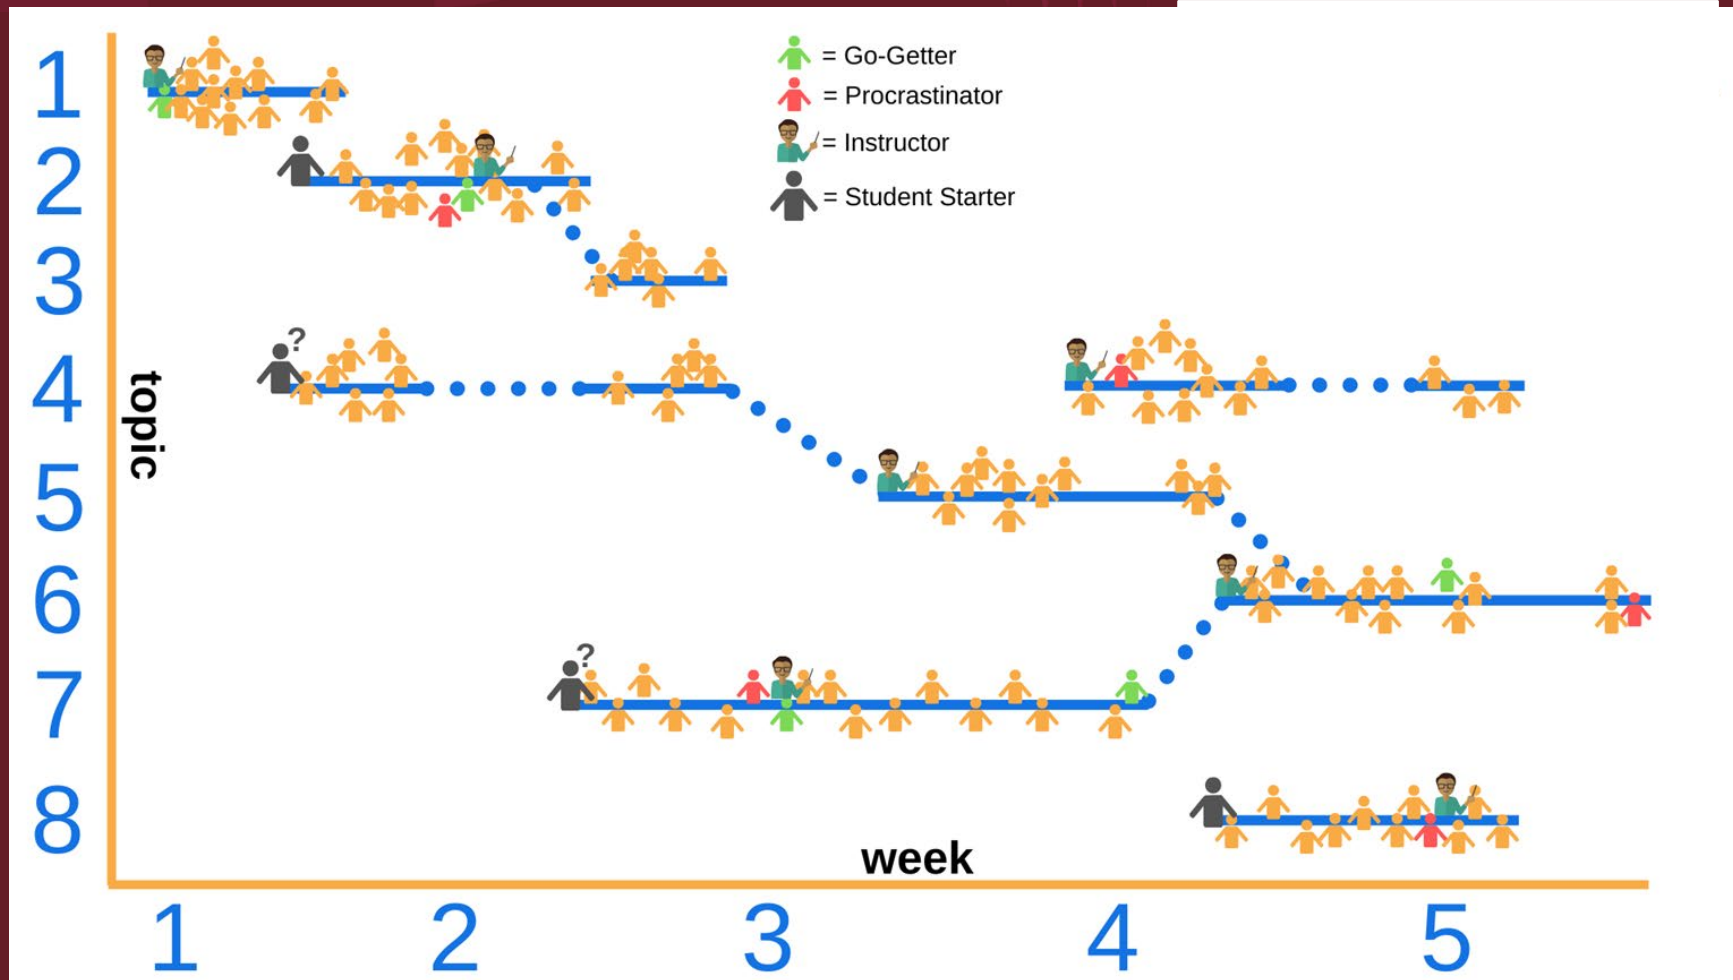 1
= Go-Getter
= Procrastinator
= Instructor
2
= Student Starter
3
?
4
topic
5
6
?
7
8
week
1 2 3 4 5